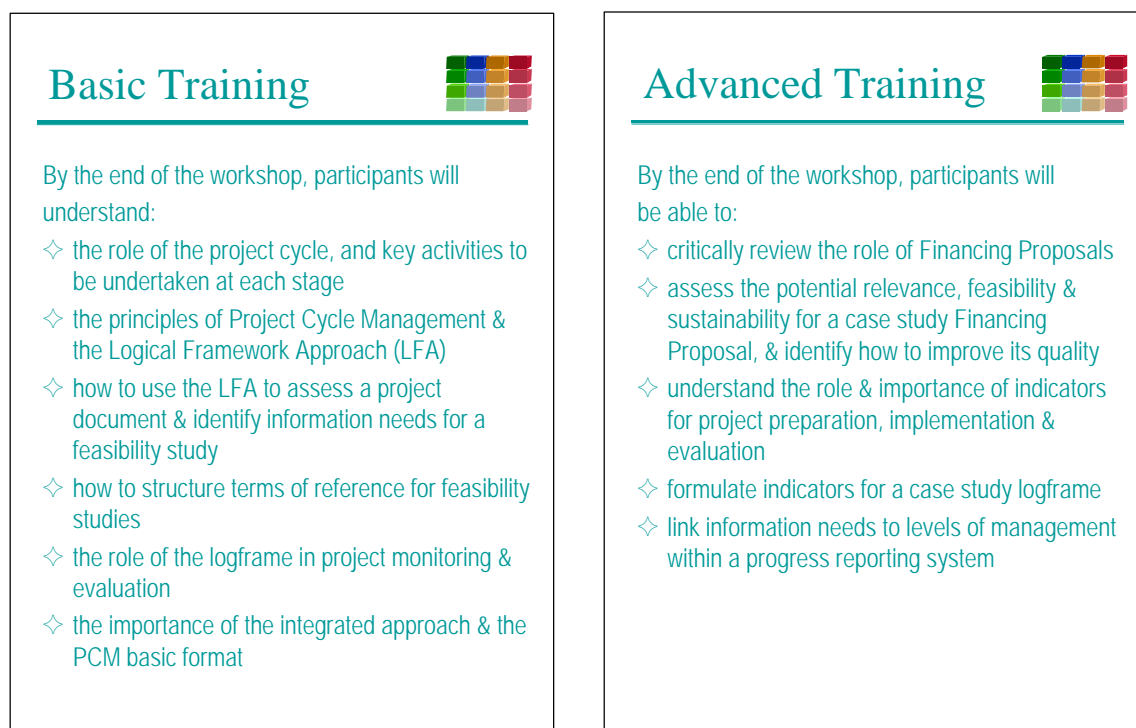 Basic Training
By the end of the workshop, participants will
understand:
✧ the role of the project cycle, and key activities to
be undertaken at each stage
✧ the principles of Project Cycle Management &
the Logical Framework Approach (LFA)
✧ how to use the LFA to assess a project
document & identify information needs for a
feasibility study
✧ how to structure terms of reference for feasibility
studies
✧ the role of the logframe in project monitoring &
evaluation
✧ the importance of the integrated approach & the
PCM basic format
Advanced Training
By the end of the workshop, participants will
be able to:
✧ critically review the role of Financing Proposals
✧ assess the potential relevance, feasibility &
sustainability for a case study Financing
Proposal, & identify how to improve its quality
✧ understand the role & importance of indicators
for project preparation, implementation &
evaluation
✧ formulate indicators for a case study logframe
✧ link information needs to levels of management
within a progress reporting system